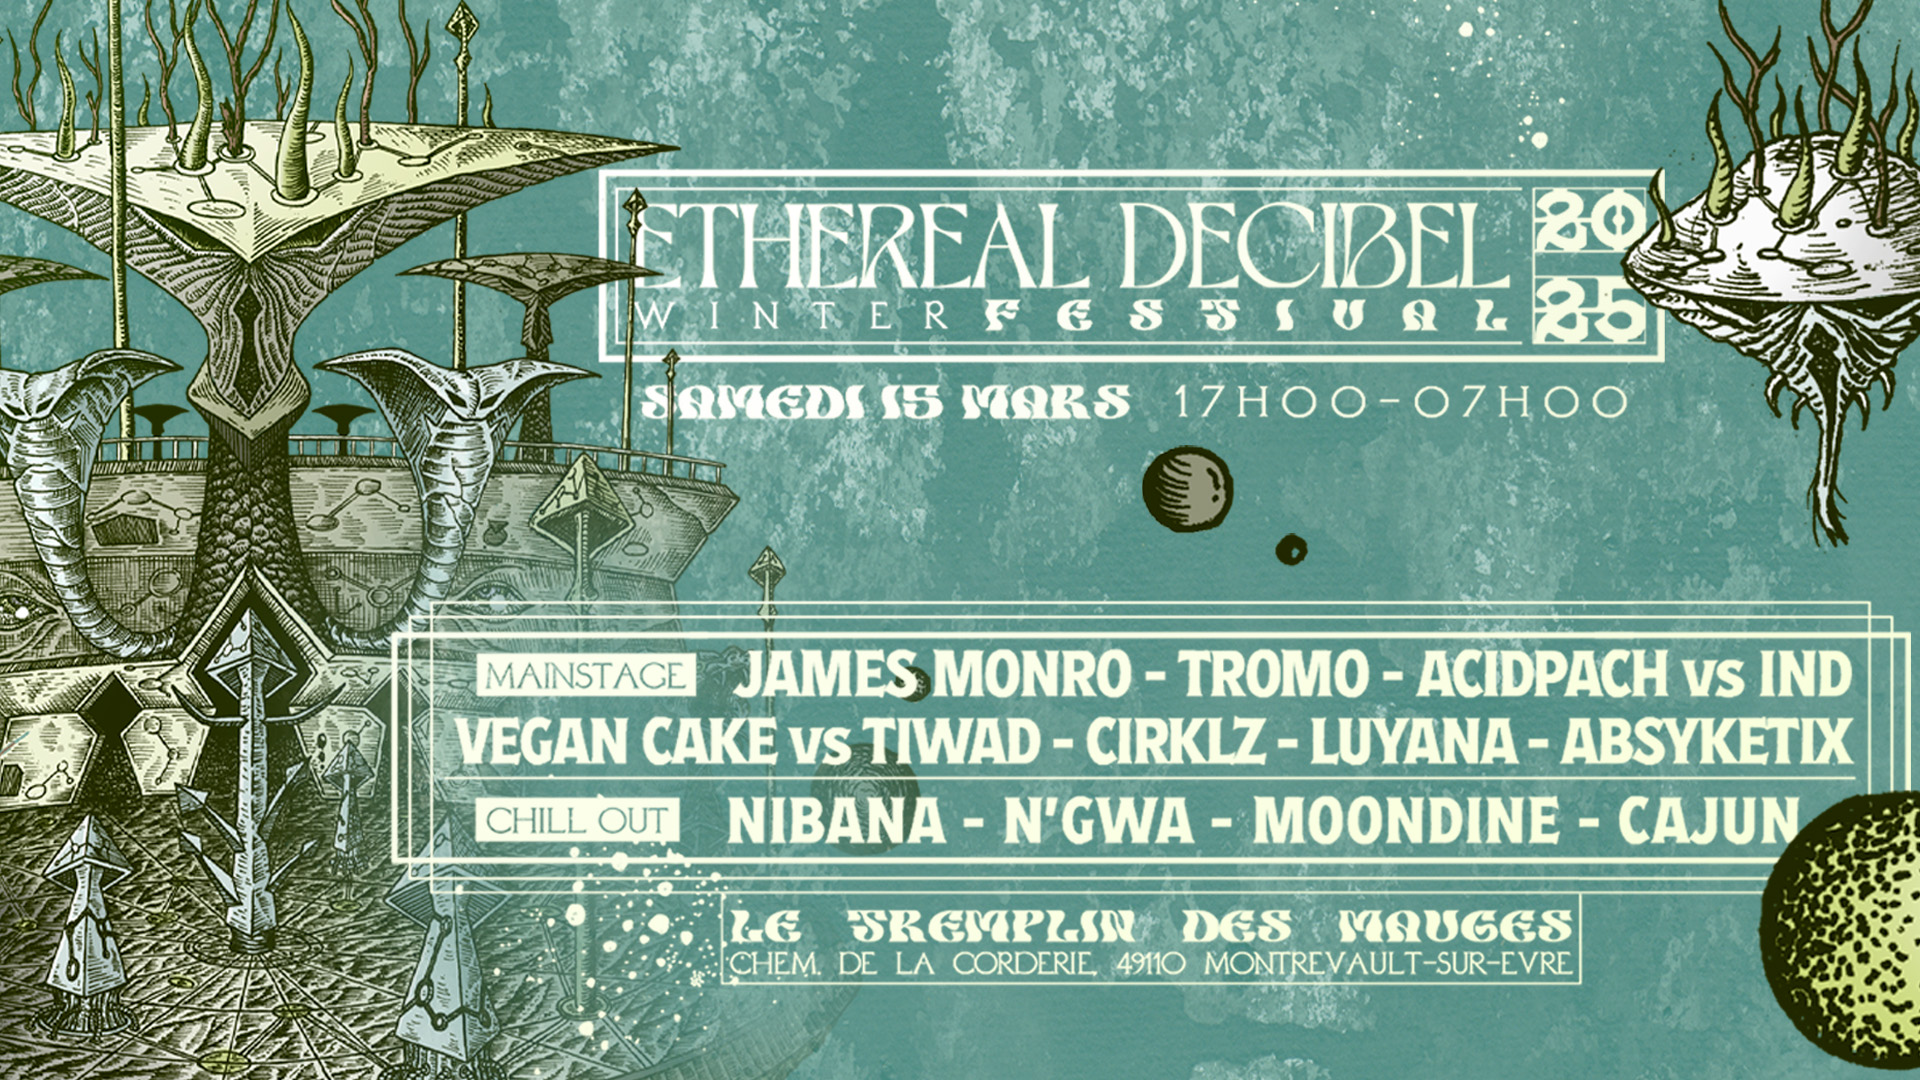 ETHEREAL DECIBEL 2025
WINTER FESTIVAL
SAMEDI 15 MARS 17H00-07H00
MAINSTAGE JAMES MONRO - TROMO - ACIDPACH vs IND
VEGAN CAKE vs TIWAD - CIRKLZ - LUYANA - ABSYKETIX
CHILL OUT NIBANA - N'GWA - MOONDINE - CAJUN
LE TREMPLIN DES MAUGES
CHEM. DE LA CORDERIE, 49110 MONTREVAULT-SUR-EVRE